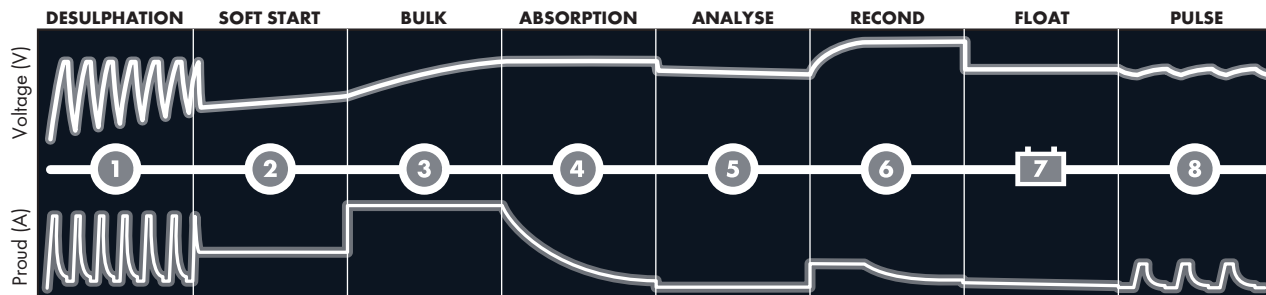 DESULPHATION SOFT START BULK ABSORPTION ANALYSE RECOND FLOAT PULSE
Voltage (V)
1 2 3 4 5 6 7 8
Proud (A)